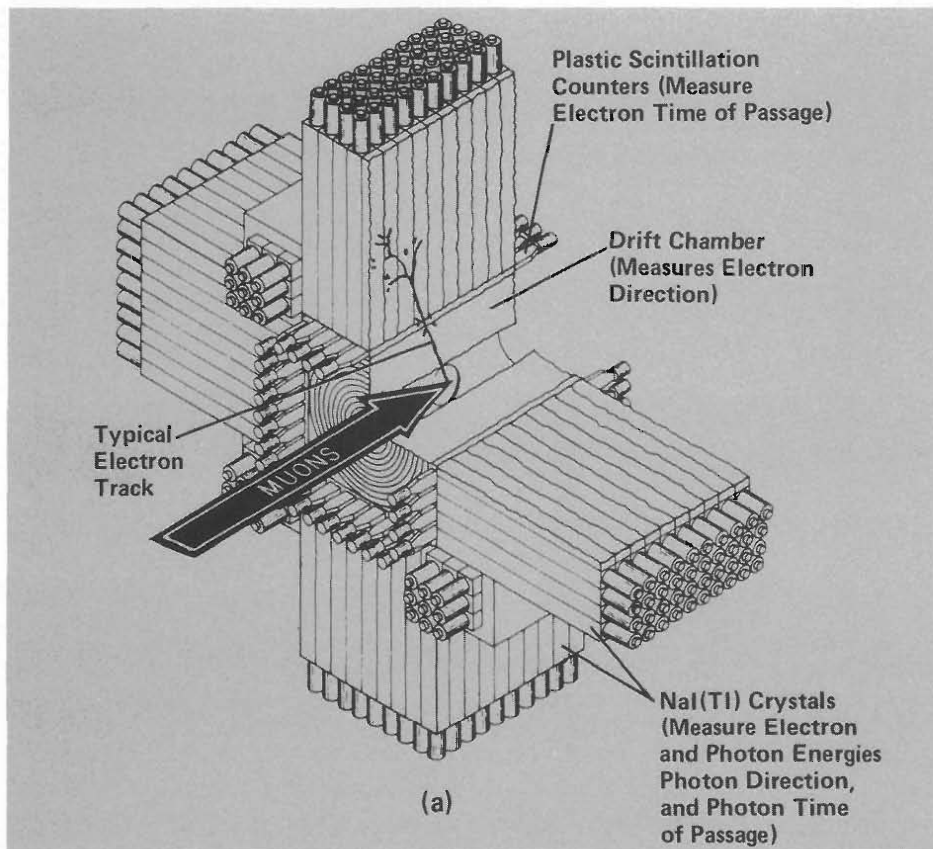 Plastic Scintillation
Counters (Measure
Electron Time of Passage)
Drift Chamber
(Measures Electron
Direction)
Typical
Electron
Track
MUONS
NaI(Tl) Crystals
(Measure Electron
and Photon Energies
Photon Direction,
and Photon Time
of Passage)
(a)